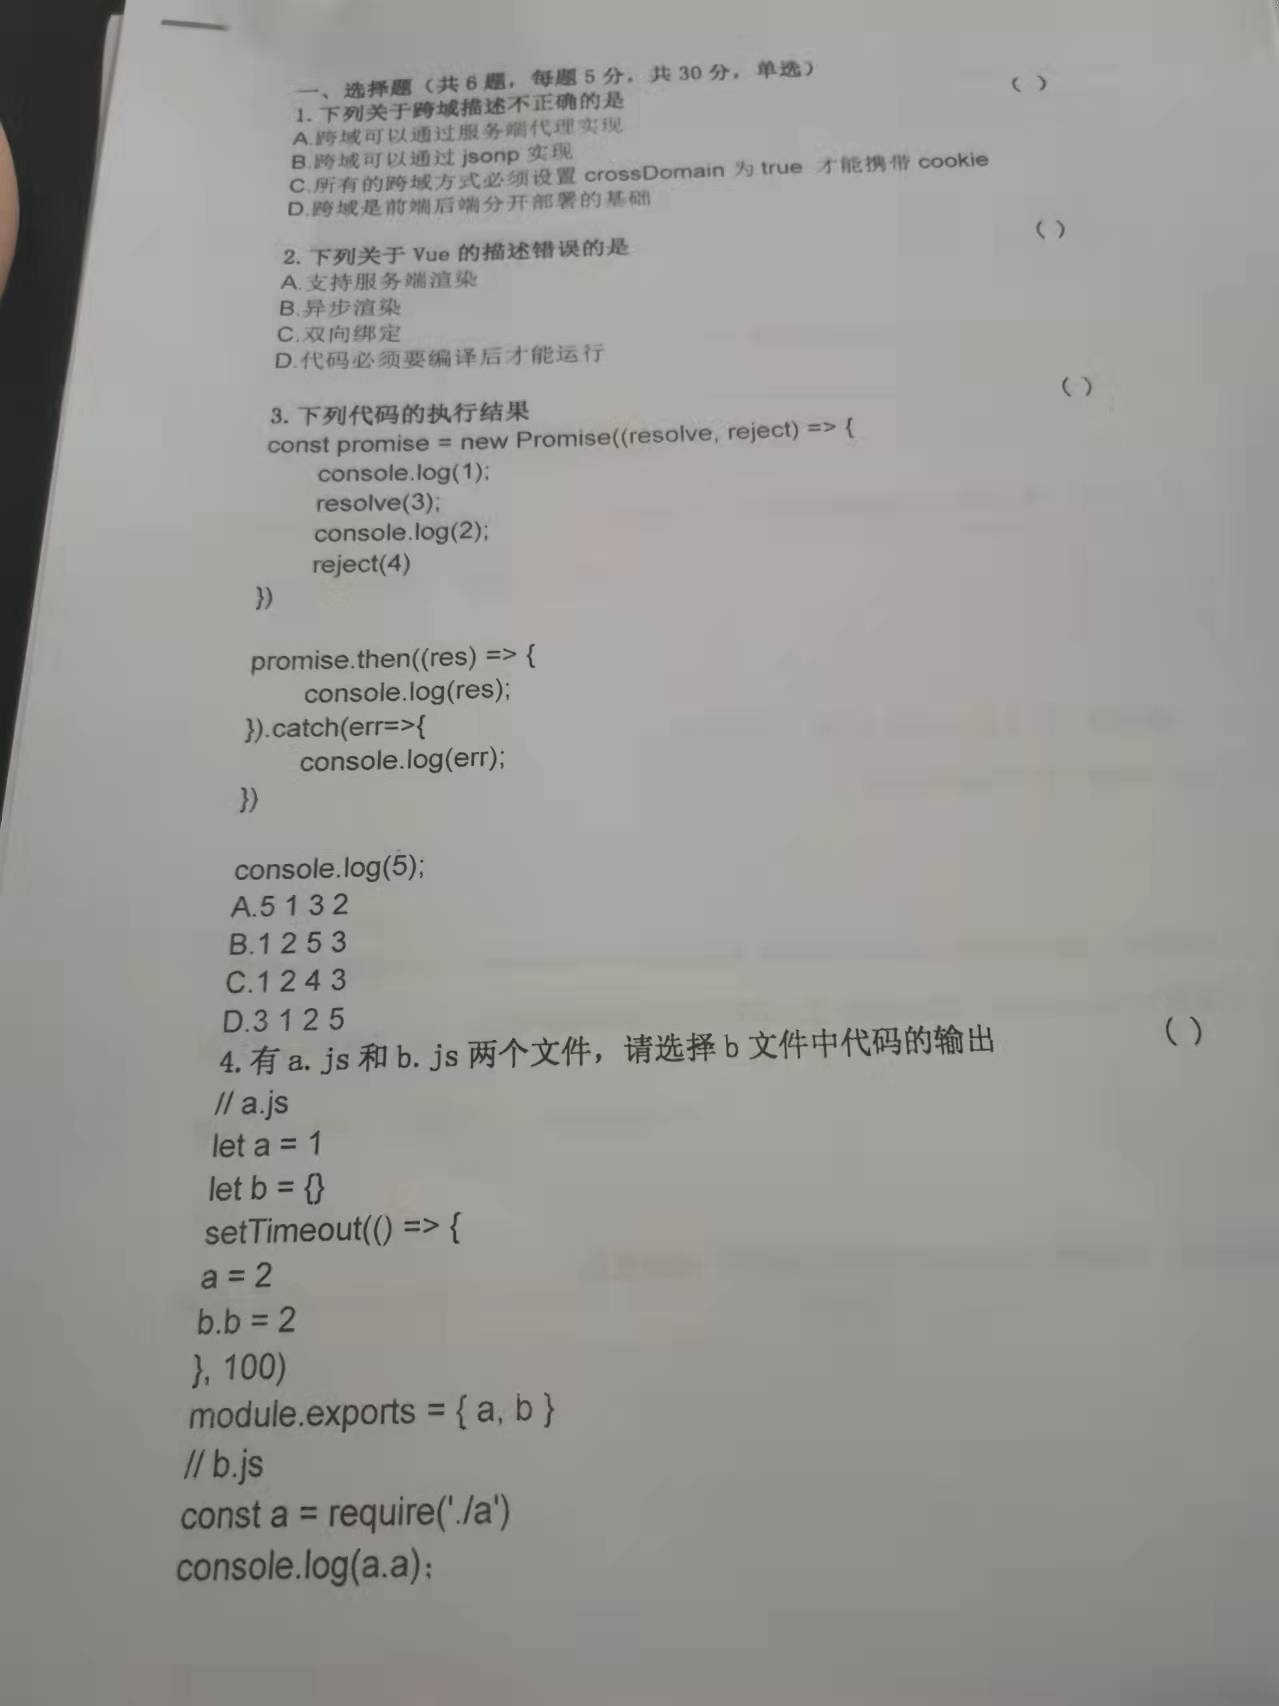 一、选择题（共 6 题，每题 5 分，共 30 分，单选）
1. 下列关于跨域描述不正确的是 （ ）
A.跨域可以通过服务端代理实现
B.跨域可以通过 jsonp 实现
C.所有的跨域方式必须设置 crossDomain 为 true 才能携带 cookie
D.跨域是前端后端分开部署的基础
2. 下列关于 Vue 的描述错误的是 （ ）
A.支持服务端渲染
B.异步渲染
C.双向绑定
D.代码必须要编译后才能运行
3. 下列代码的执行结果 （ ）
const promise = new Promise((resolve, reject) => {
console.log(1);
resolve(3);
console.log(2);
reject(4)
})
promise.then((res) => {
console.log(res);
}).catch(err=>{
console.log(err);
})
console.log(5);
A.5 1 3 2
B.1 2 5 3
C.1 2 4 3
D.3 1 2 5
4. 有 a. js 和 b. js 两个文件，请选择 b 文件中代码的输出 （ ）
// a.js
let a = 1
let b = {}
setTimeout(() => {
a = 2
b.b = 2
}, 100)
module.exports = { a, b }
// b.js
const a = require('./a')
console.log(a.a)；